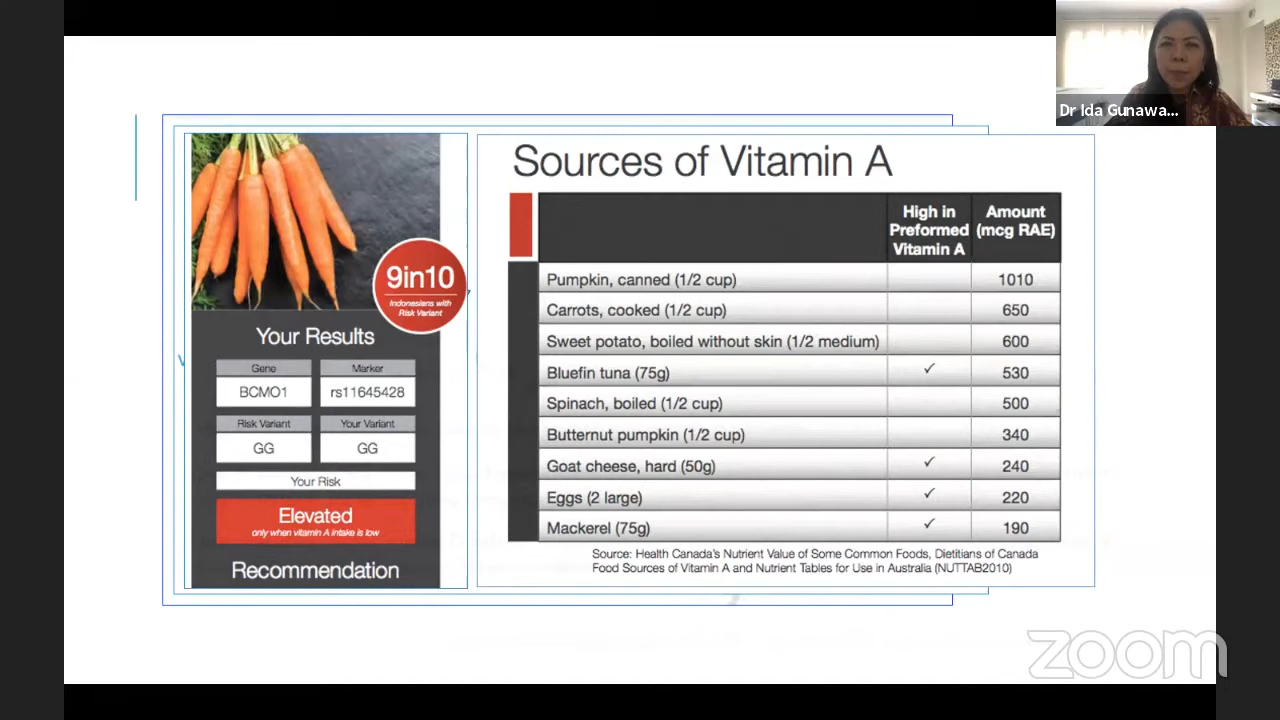 Dr Ida Gunawa...
9in10
Indonesians with
Risk Variant
Your Results
Gene Marker
BCMO1 rs11645428
Risk Variant Your Variant
GG GG
Your Risk
Elevated
only when vitamin A intake is low
Recommendation
Sources of Vitamin A
High in Preformed Vitamin A
Amount (mcg RAE)
Pumpkin, canned (1/2 cup) 1010
Carrots, cooked (1/2 cup) 650
Sweet potato, boiled without skin (1/2 medium) 600
Bluefin tuna (75g) ✓ 530
Spinach, boiled (1/2 cup) 500
Butternut pumpkin (1/2 cup) 340
Goat cheese, hard (50g) ✓ 240
Eggs (2 large) ✓ 220
Mackerel (75g) ✓ 190
Source: Health Canada's Nutrient Value of Some Common Foods, Dietitians of Canada
Food Sources of Vitamin A and Nutrient Tables for Use in Australia (NUTTAB2010)
zoom